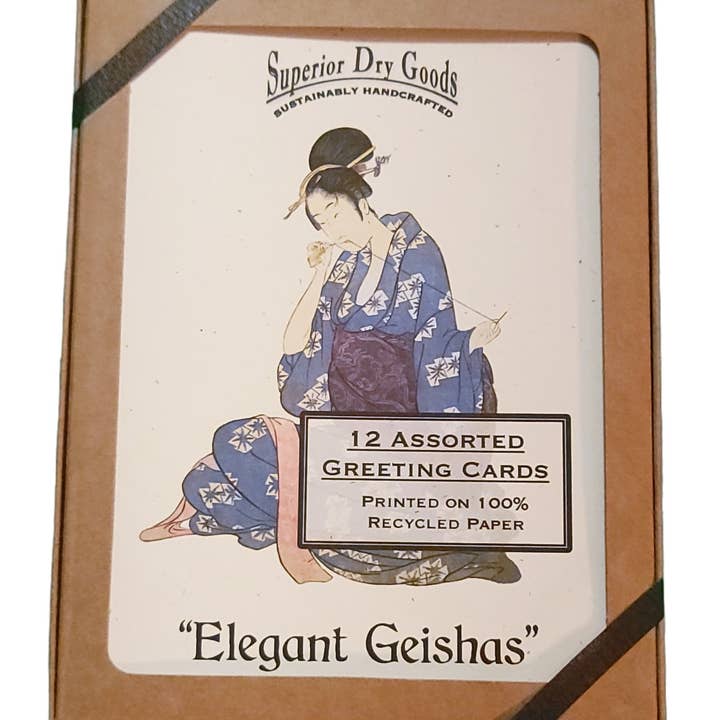 Superior Dry Goods
SUSTAINABLY HANDCRAFTED
12 ASSORTED
GREETING CARDS
PRINTED ON 100%
RECYCLED PAPER
“Elegant Geishas”